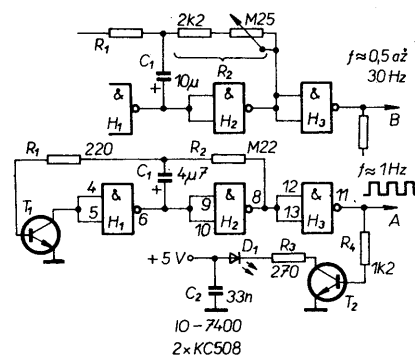 2k2 M25
R1 C1 R2 f≈0,5 až
30 Hz
10µ +
& & &
H1 H2 H3 B
R1 220 R2 M22
C1 + 4µ7 f≈1Hz
T1 4 & 9 & 8 12 & 11 A
5 H1 6 10 H2 13 H3
+5V D1 R3 R4
270 1k2
C2 33n T2
IO-7400
2×KC508